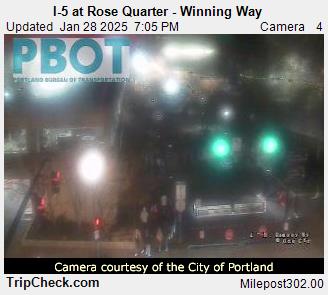 I-5 at Rose Quarter - Winning Way
Updated Jan 28 2025 7:05 PM Camera 4
PBOT
PORTLAND BUREAU OF TRANSPORTATION
Camera courtesy of the City of Portland
TripCheck.com Milepost302.00